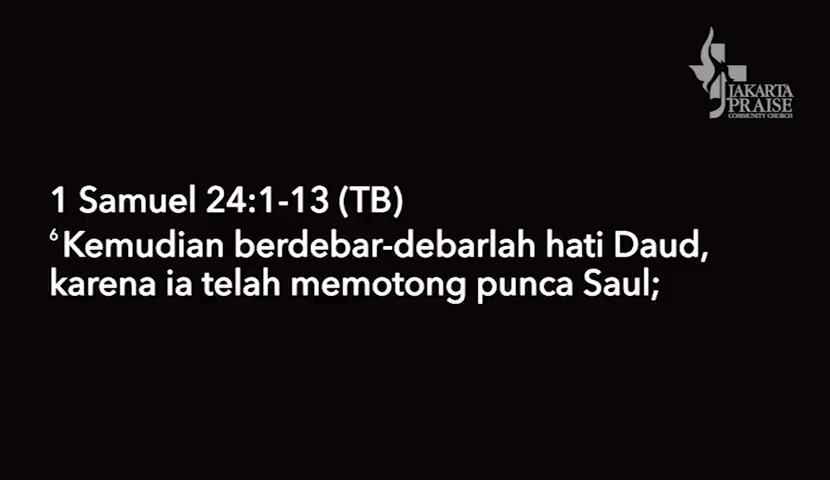 JAKARTA
PRAISE
COMMUNITY CHURCH
1 Samuel 24:1-13 (TB)
⁶Kemudian berdebar-debarlah hati Daud,
karena ia telah memotong punca Saul;